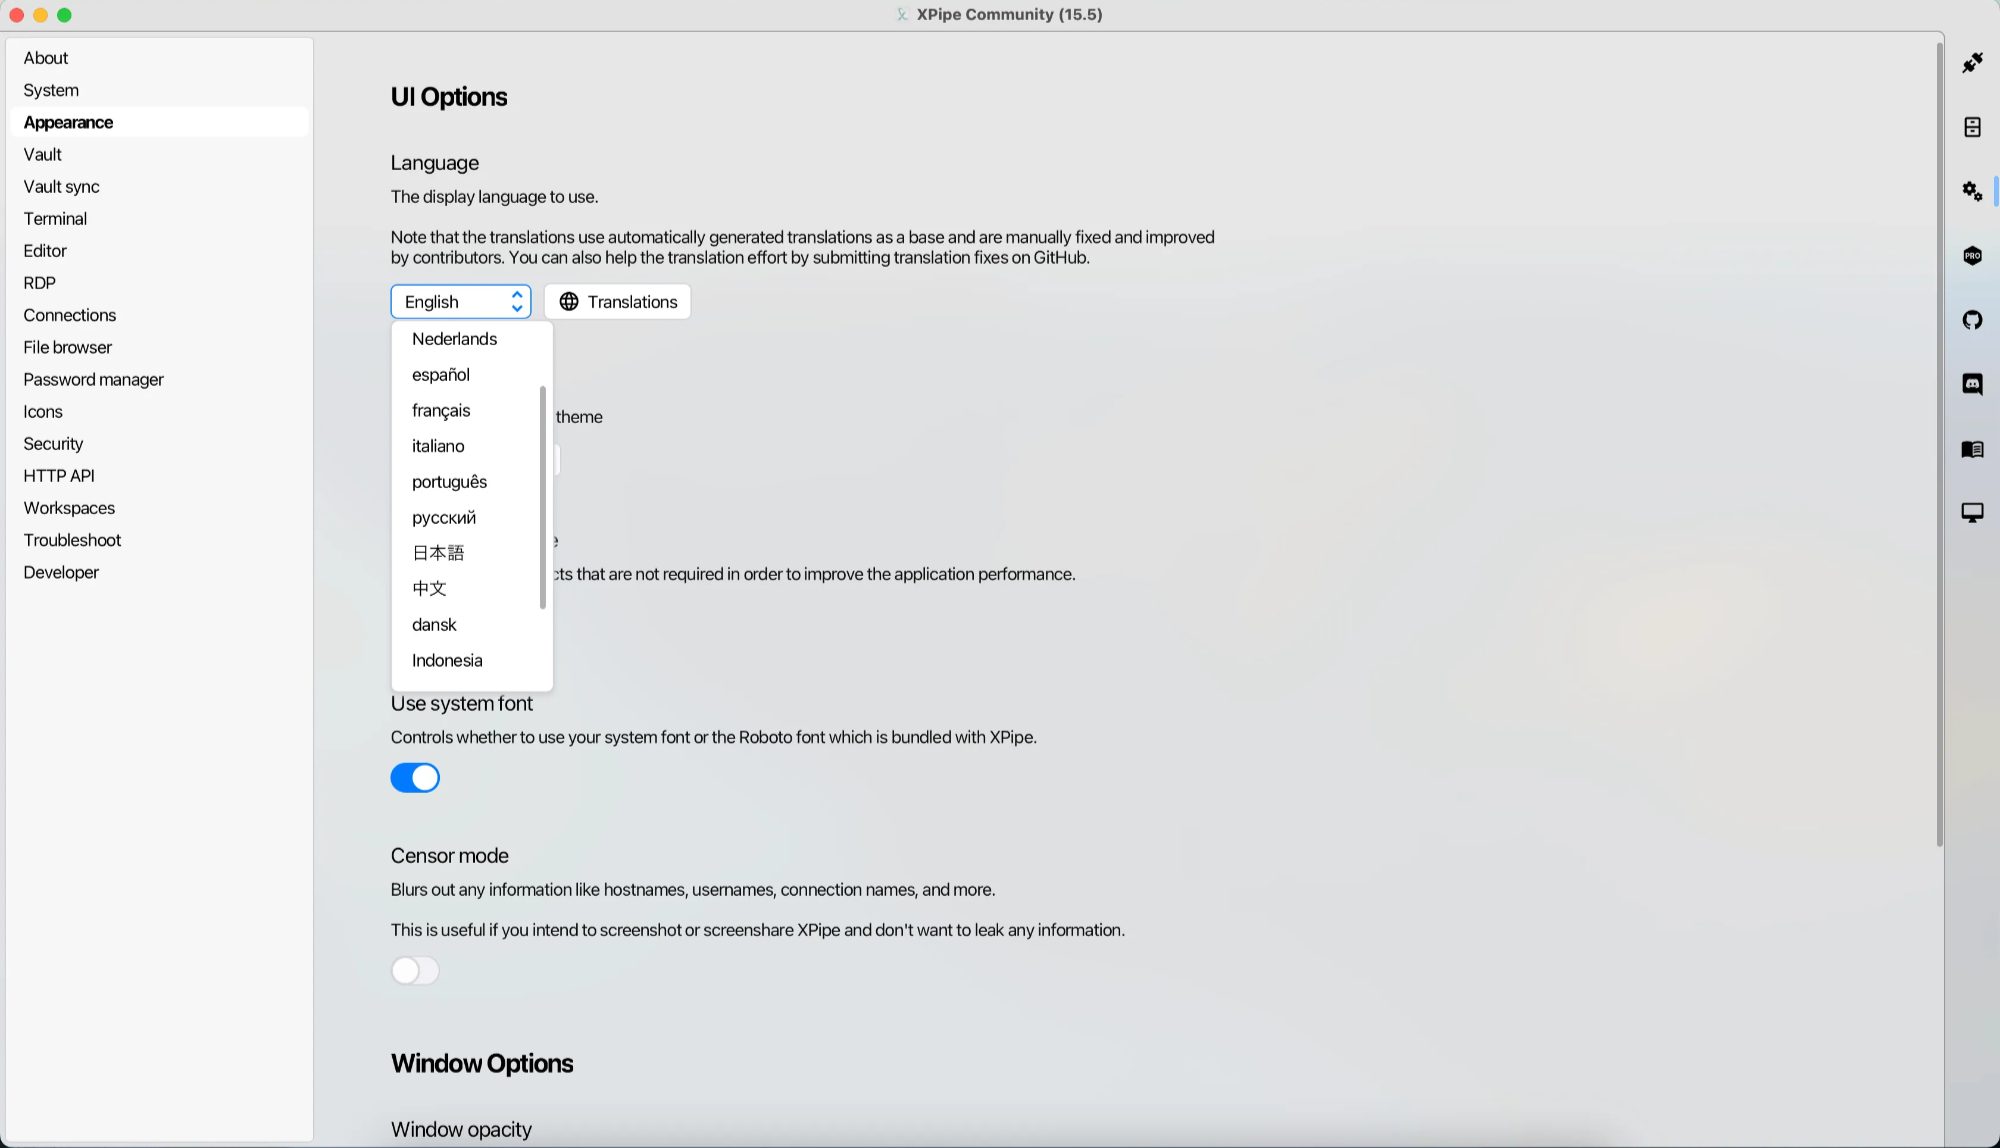 XPipe Community (15.5)
About
System
Appearance
Vault
Vault sync
Terminal
Editor
RDP
Connections
File browser
Password manager
Icons
Security
HTTP API
Workspaces
Troubleshoot
Developer
UI Options
Language
The display language to use.
Note that the translations use automatically generated translations as a base and are manually fixed and improved
by contributors. You can also help the translation effort by submitting translation fixes on GitHub.
English
Translations
Nederlands
español
français
italiano
português
русский
日本語
中文
dansk
Indonesia
theme
that are not required in order to improve the application performance.
Use system font
Controls whether to use your system font or the Roboto font which is bundled with XPipe.
Censor mode
Blurs out any information like hostnames, usernames, connection names, and more.
This is useful if you intend to screenshot or screenshare XPipe and don't want to leak any information.
Window Options
Window opacity
PRO